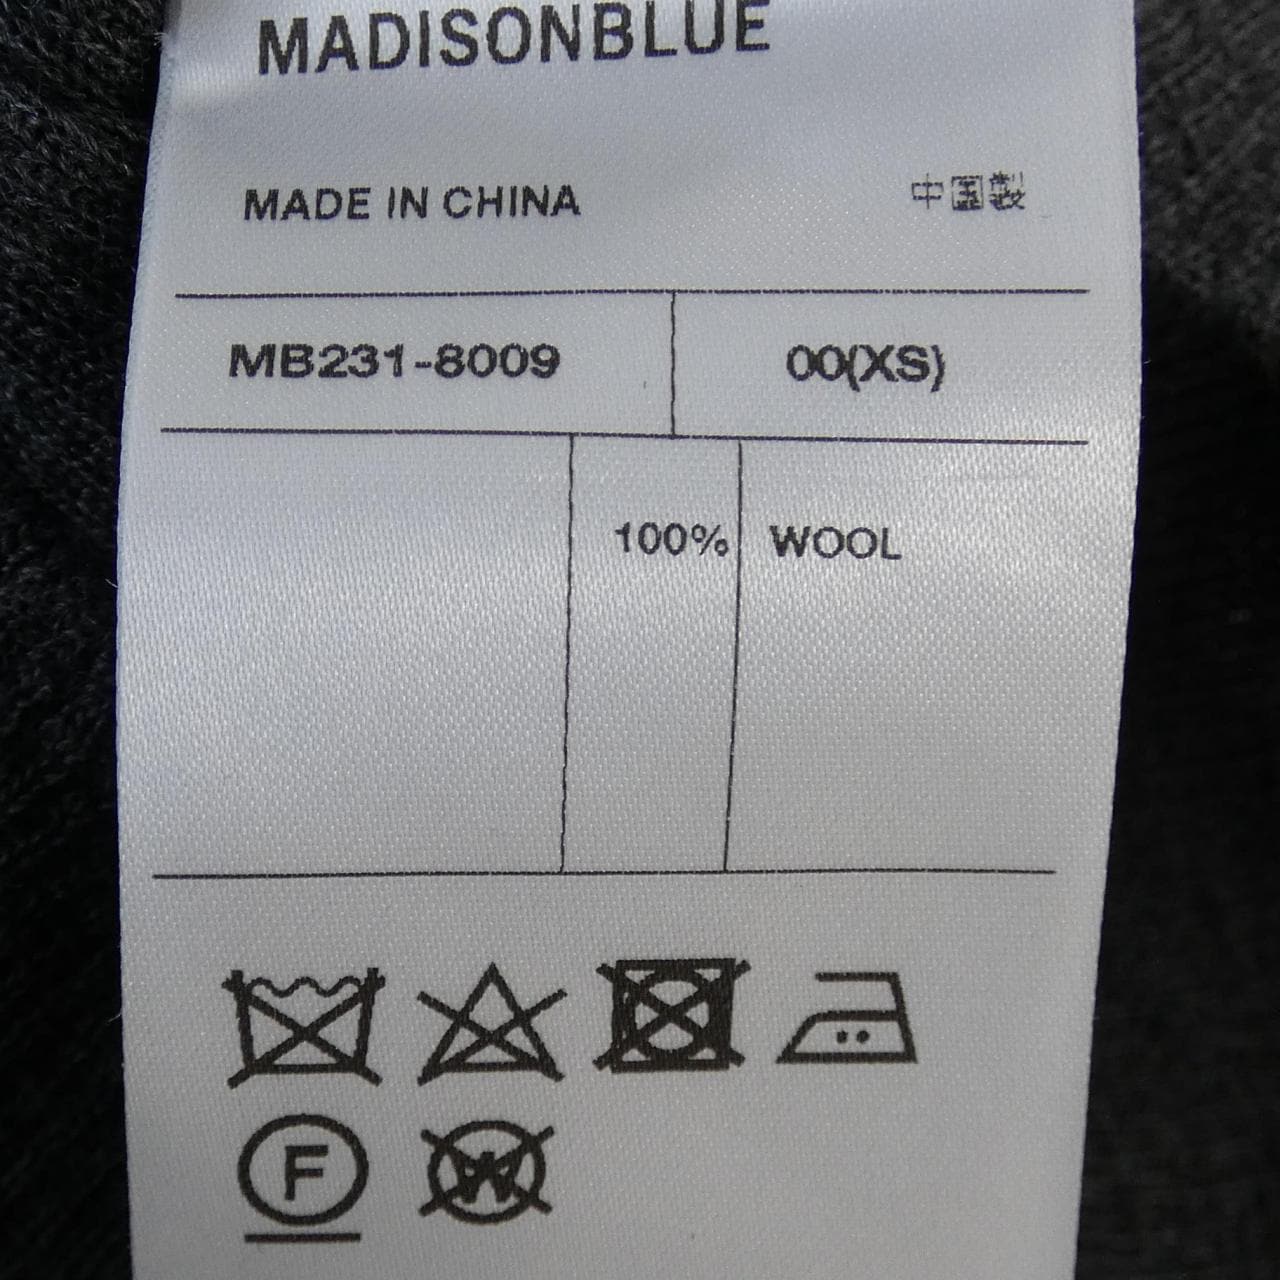 MADISONBLUE
MADE IN CHINA 中国製
MB231-8009 00(XS)
100% WOOL
F
W